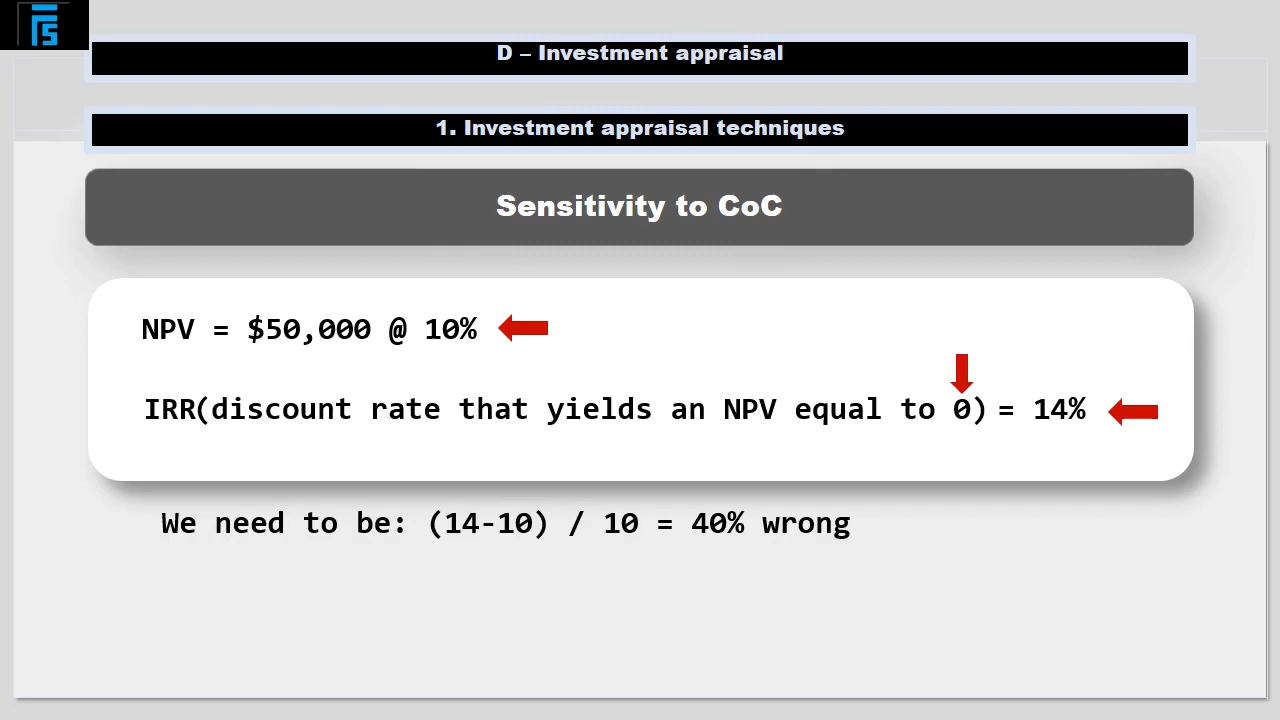 D – Investment appraisal
1. Investment appraisal techniques
Sensitivity to CoC
NPV = $50,000 @ 10%
IRR(discount rate that yields an NPV equal to 0) = 14%
We need to be: (14-10) / 10 = 40% wrong